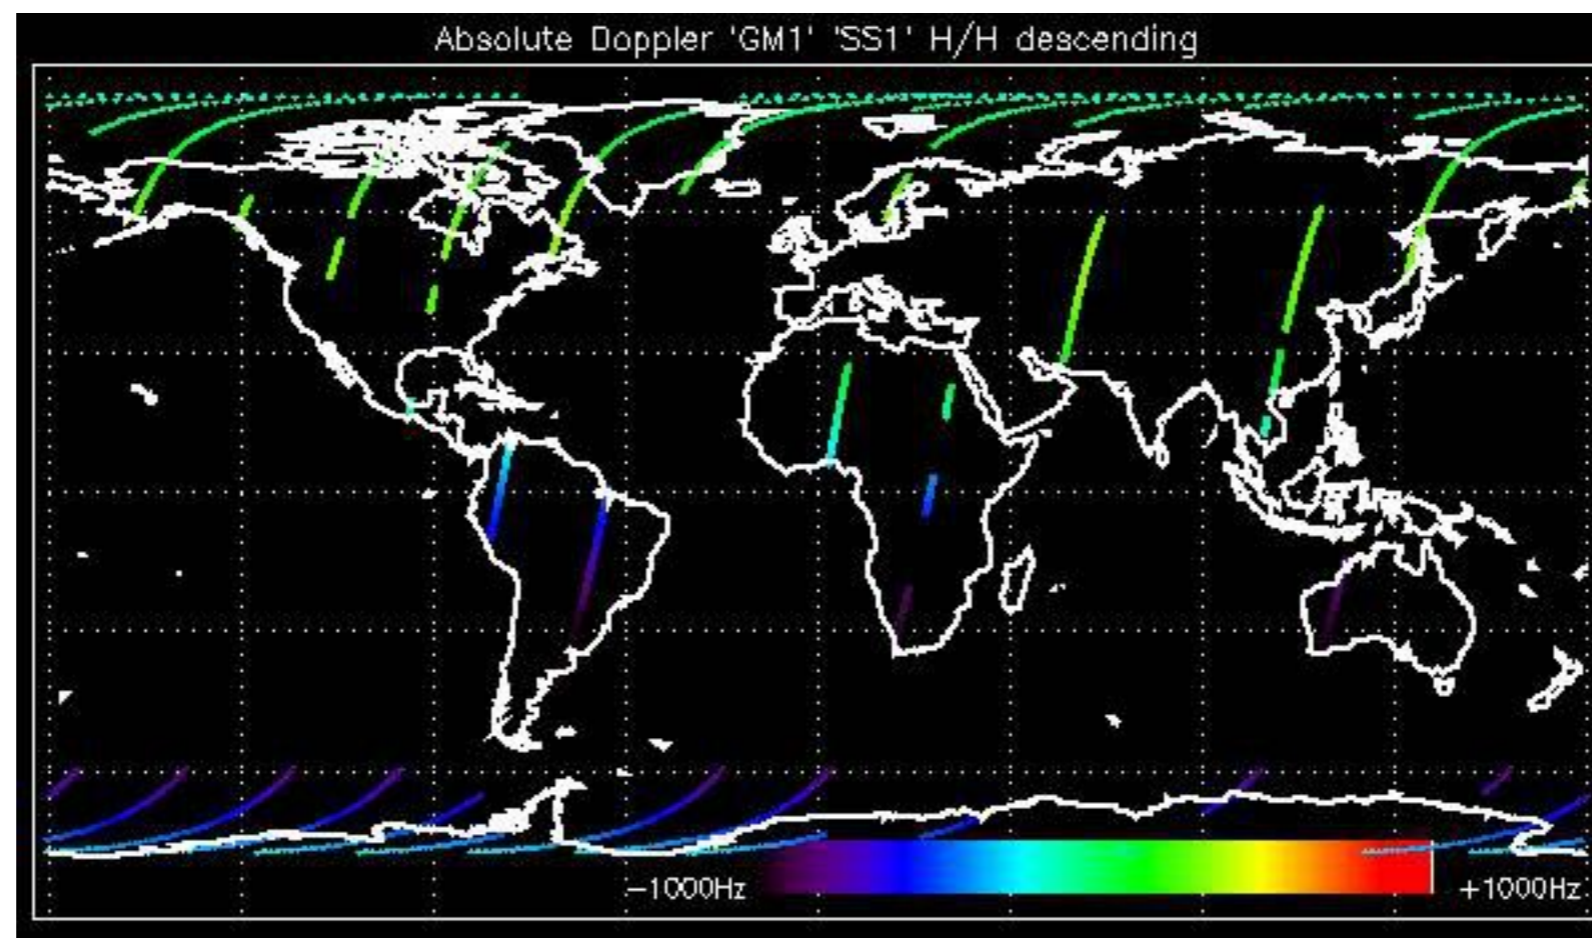 Absolute Doppler 'GM1' 'SS1' H/H descending
-1000Hz +1000Hz